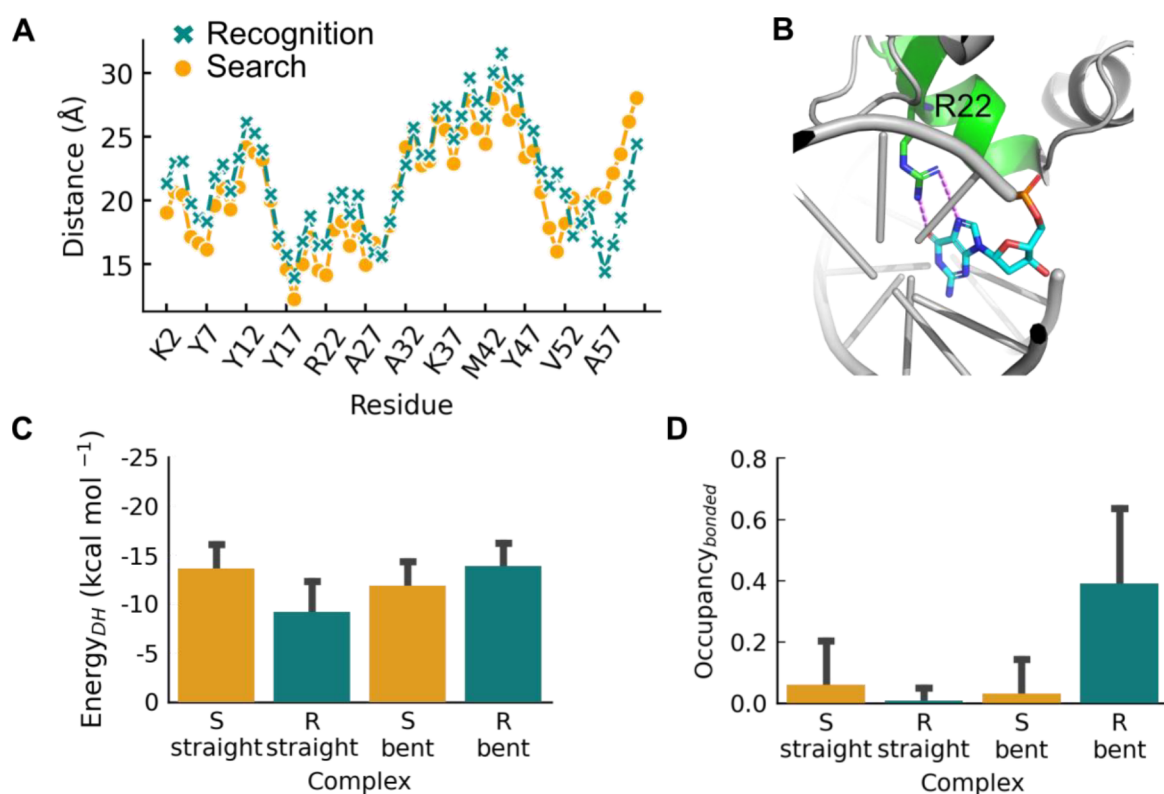 A
Recognition
Search
Distance (Å)
30
25
20
15
K2
Y7
Y12
Y17
R22
A27
A32
K37
M42
Y47
V52
A57
Residue
B
R22
C
Energy_DH (kcal mol ⁻¹)
-25
-20
-15
-10
-5
0
S straight
R straight
S bent
R bent
Complex
D
Occupancy_bonded
0.8
0.6
0.4
0.2
0.0
S straight
R straight
S bent
R bent
Complex